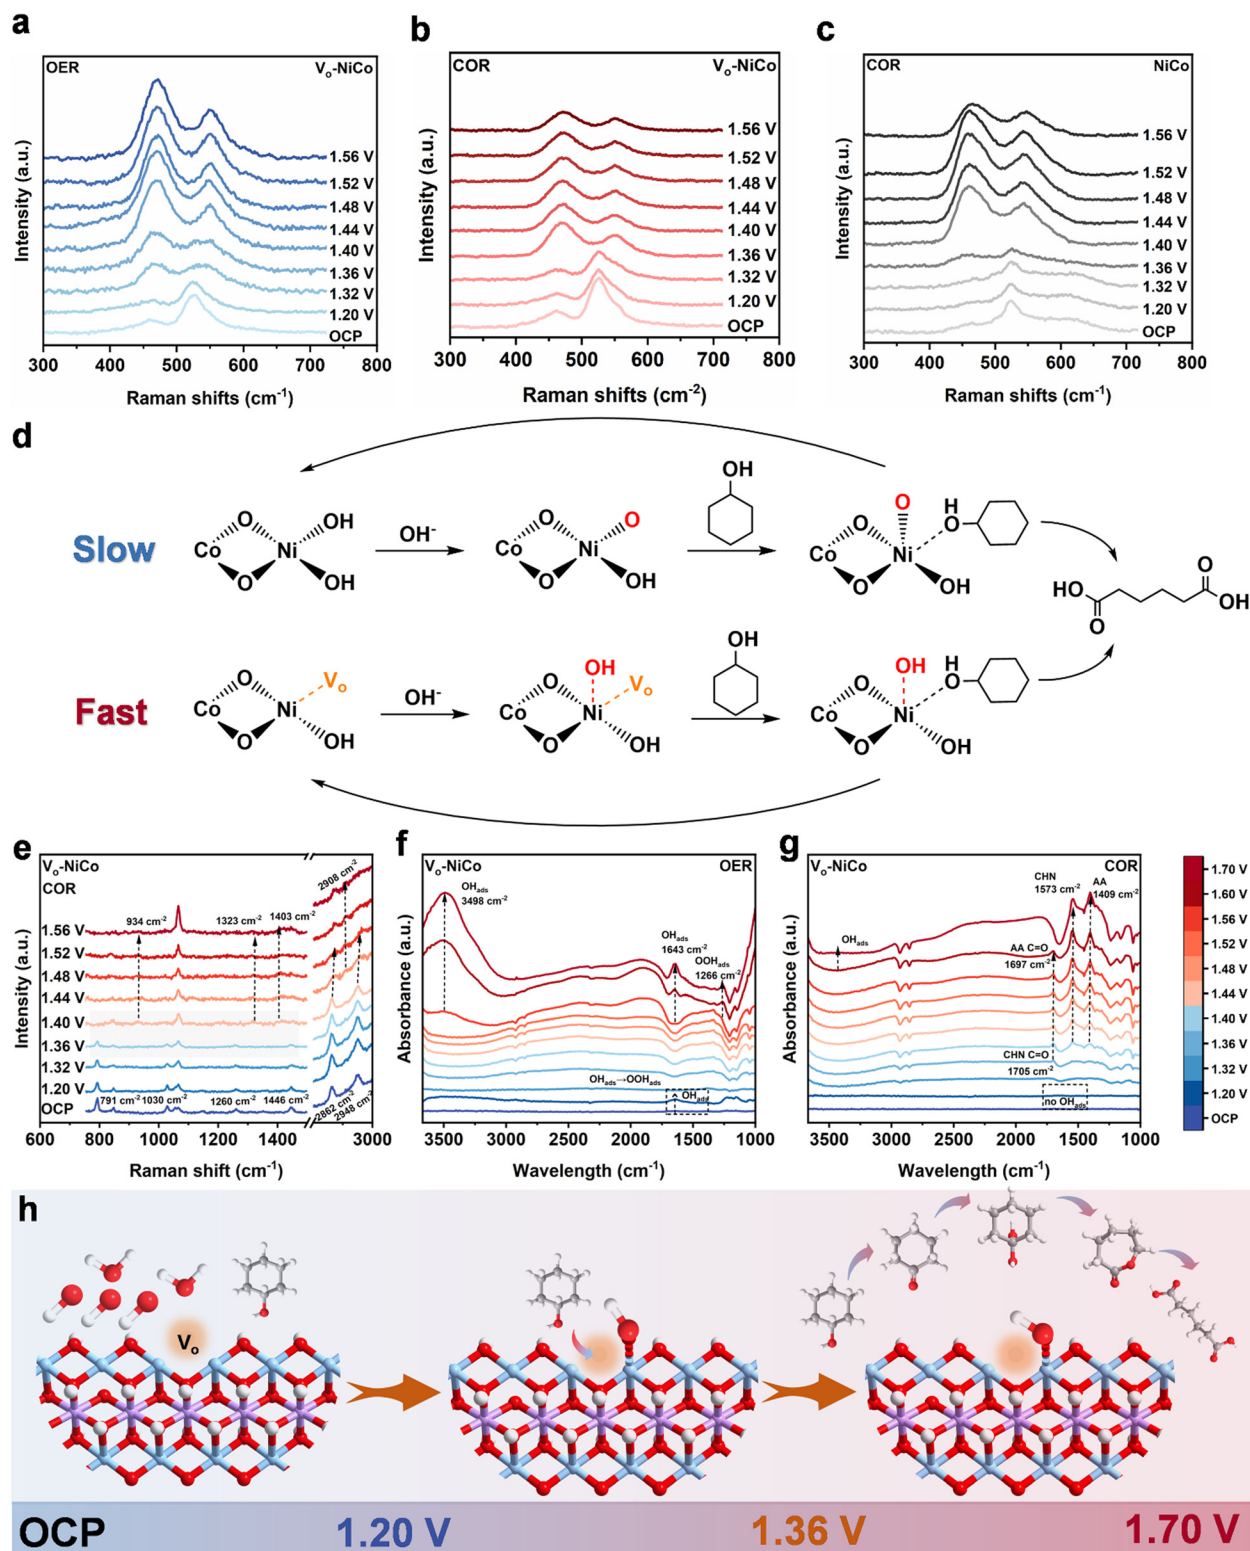 a
OER
Vo-NiCo
1.56 V
1.52 V
1.48 V
1.44 V
1.40 V
1.36 V
1.32 V
1.20 V
OCP
Intensity (a.u.)
300 400 500 600 700 800
Raman shifts (cm-1)
b
COR
Vo-NiCo
1.56 V
1.52 V
1.48 V
1.44 V
1.40 V
1.36 V
1.32 V
1.20 V
OCP
Intensity (a.u.)
300 400 500 600 700 800
Raman shifts (cm-2)
c
COR
NiCo
1.56 V
1.52 V
1.48 V
1.44 V
1.40 V
1.36 V
1.32 V
1.20 V
OCP
Intensity (a.u.)
300 400 500 600 700 800
Raman shifts (cm-1)
d
Slow
Co O O Ni OH OH
OH-
Co O O Ni O OH
OH
Co O O Ni O OH
H O
HO O O OH
Fast
Co O O Ni Vo OH
OH-
Co O O Ni OH Vo OH
OH
Co O O Ni OH OH
H O
e
Vo-NiCo
COR
2908 cm-2
934 cm-2
1323 cm-2
1403 cm-2
1.56 V
1.52 V
1.48 V
1.44 V
1.40 V
1.36 V
1.32 V
1.20 V
OCP
791 cm-2
1030 cm-2
1260 cm-2
1446 cm-2
2862 cm-2
2948 cm-2
Intensity (a.u.)
600 800 1000 1200 1400 3000
Raman shift (cm-1)
f
Vo-NiCo
OER
OHads
3498 cm-2
OHads
1643 cm-2
OOHads
1266 cm-2
OHads→OOHads
OHads
Absorbance (a.u.)
3500 3000 2500 2000 1500 1000
Wavelength (cm-1)
g
Vo-NiCo
COR
CHN
1573 cm-2
AA
1409 cm-2
OHads
AA C=O
1697 cm-2
CHN C=O
1705 cm-2
no OHads
Absorbance (a.u.)
3500 3000 2500 2000 1500 1000
Wavelength (cm-1)
1.70 V
1.60 V
1.56 V
1.52 V
1.48 V
1.44 V
1.40 V
1.36 V
1.32 V
1.20 V
OCP
h
Vo
OCP
1.20 V
1.36 V
1.70 V